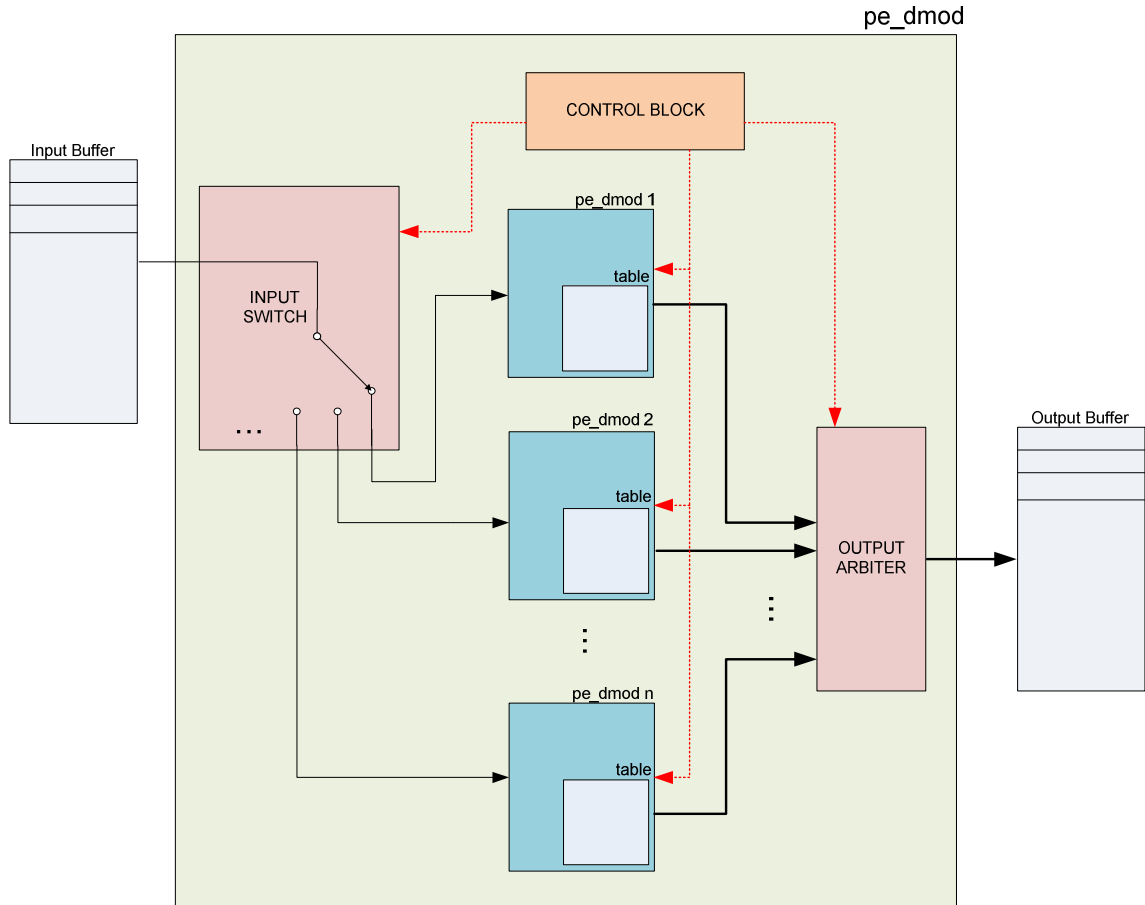 pe_dmod
CONTROL BLOCK
Input Buffer
pe_dmod 1
table
INPUT
SWITCH
...
pe_dmod 2
table
Output Buffer
OUTPUT
ARBITER
...
...
pe_dmod n
table